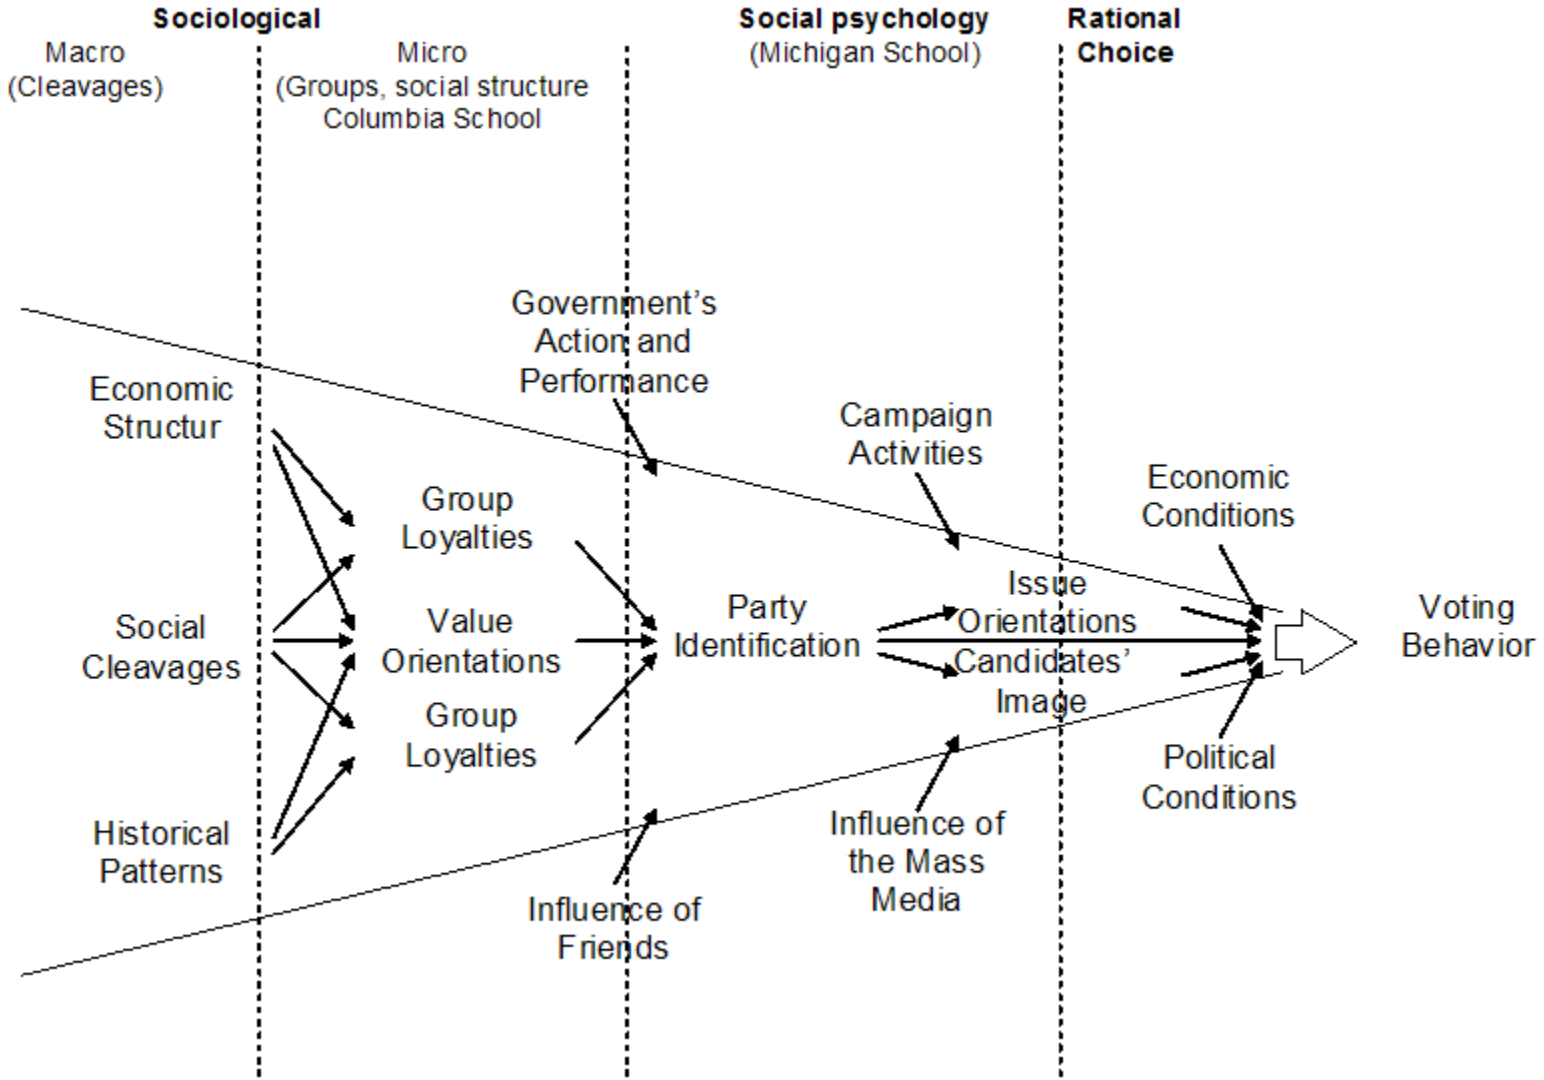 Sociological
Macro
(Cleavages)
Micro
(Groups, social structure
Columbia School
Social psychology
(Michigan School)
Rational
Choice
Economic
Structur
Social
Cleavages
Historical
Patterns
Group
Loyalties
Value
Orientations
Group
Loyalties
Government’s
Action and
Performance
Influence of
Friends
Party
Identification
Campaign
Activities
Issue
Orientations
Candidates’
Image
Influence of
the Mass
Media
Economic
Conditions
Political
Conditions
Voting
Behavior